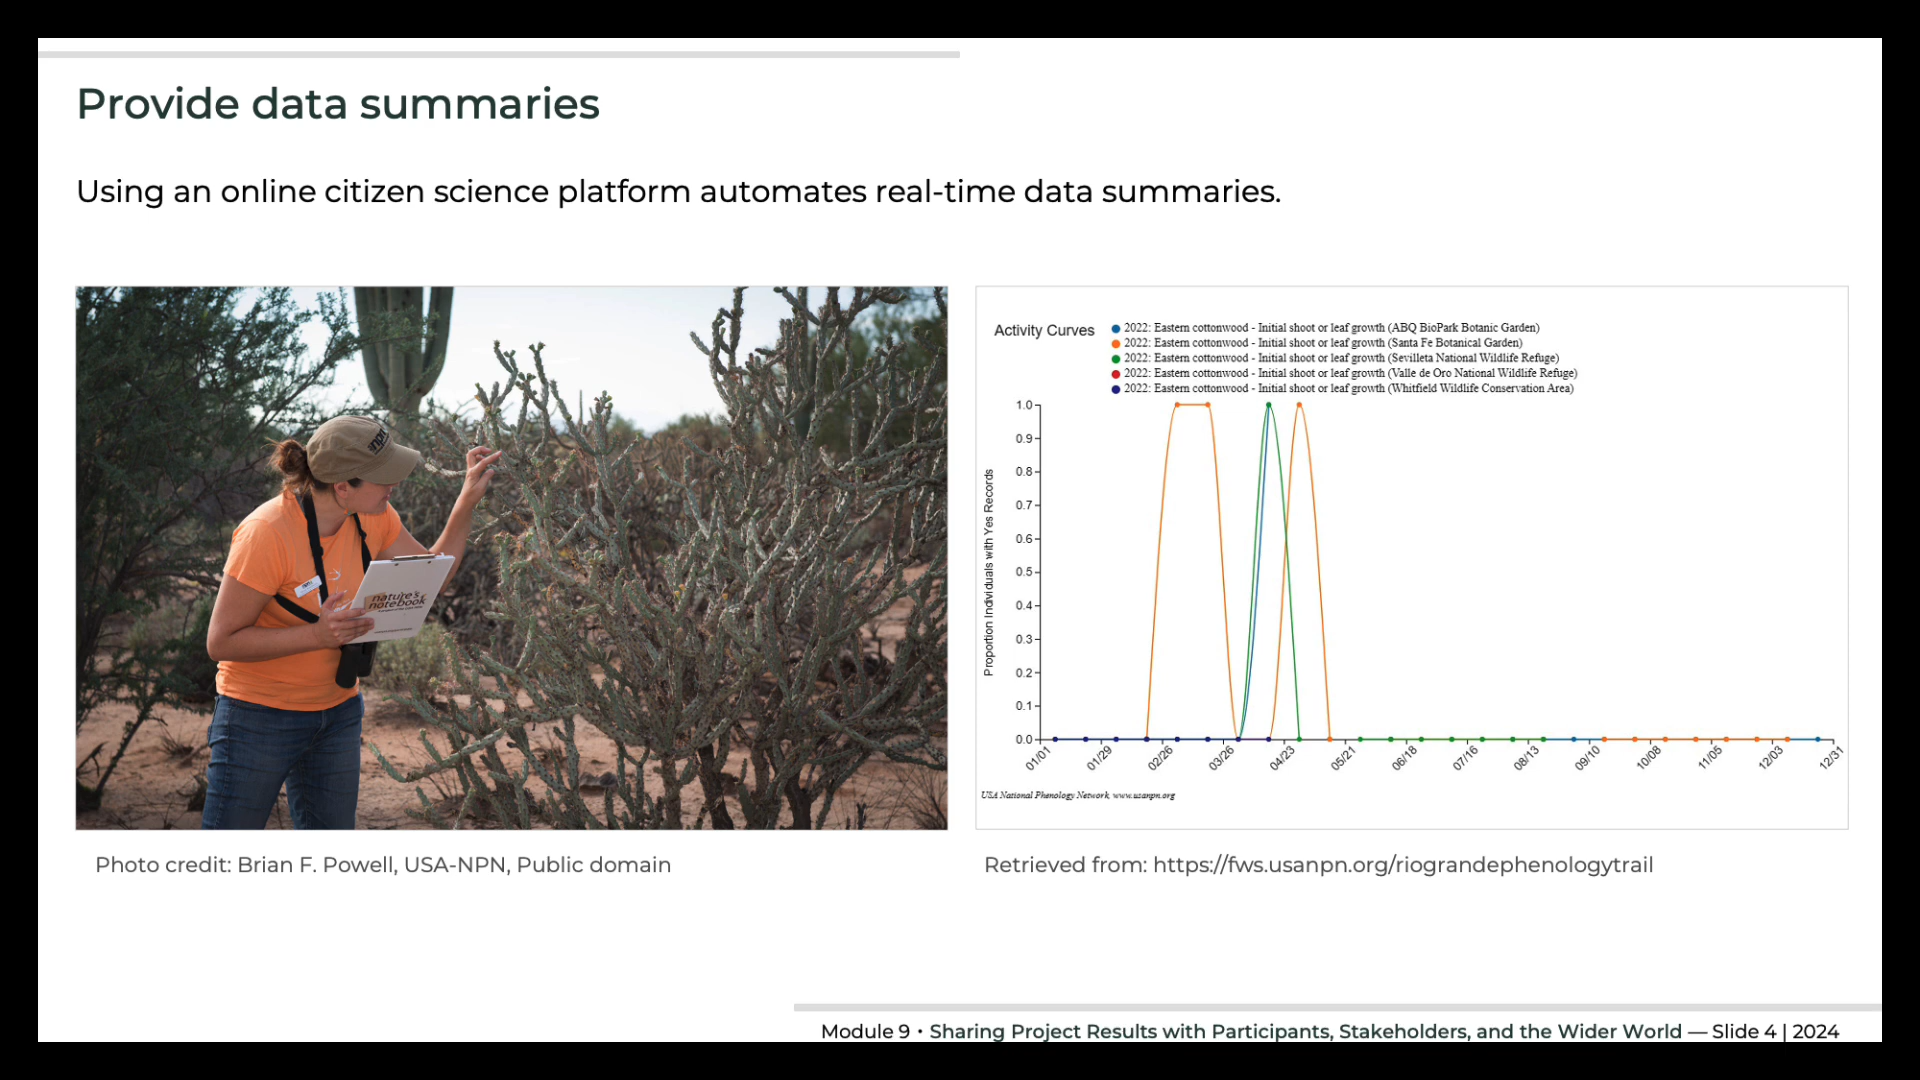 Provide data summaries
Using an online citizen science platform automates real-time data summaries.
npn
nature's
notebook
Activity Curves
2022: Eastern cottonwood - Initial shoot or leaf growth (ABQ BioPark Botanic Garden)
2022: Eastern cottonwood - Initial shoot or leaf growth (Santa Fe Botanical Garden)
2022: Eastern cottonwood - Initial shoot or leaf growth (Sevilleta National Wildlife Refuge)
2022: Eastern cottonwood - Initial shoot or leaf growth (Valle de Oro National Wildlife Refuge)
2022: Eastern cottonwood - Initial shoot or leaf growth (Whitfield Wildlife Conservation Area)
Proportion Individuals with Yes Records
1.0
0.9
0.8
0.7
0.6
0.5
0.4
0.3
0.2
0.1
0.0
01/01 01/29 02/26 03/26 04/23 05/21 06/18 07/16 08/13 09/10 10/08 11/05 12/03 12/31
USA National Phenology Network, www.usanpn.org
Photo credit: Brian F. Powell, USA-NPN, Public domain
Retrieved from: https://fws.usanpn.org/riograndephenologytrail
Module 9 • Sharing Project Results with Participants, Stakeholders, and the Wider World — Slide 4 | 2024